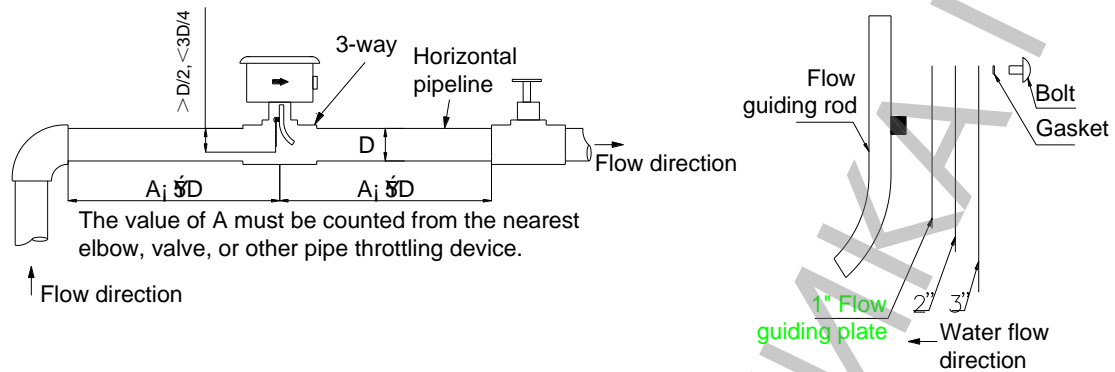 >D/2, <3D/4
3-way
Horizontal
pipeline
D
Flow direction
The value of A must be counted from the nearest
elbow, valve, or other pipe throttling device.
Flow direction
Flow
guiding rod
Bolt
Gasket
1" Flow
guiding plate
2"
3"
Water flow
direction